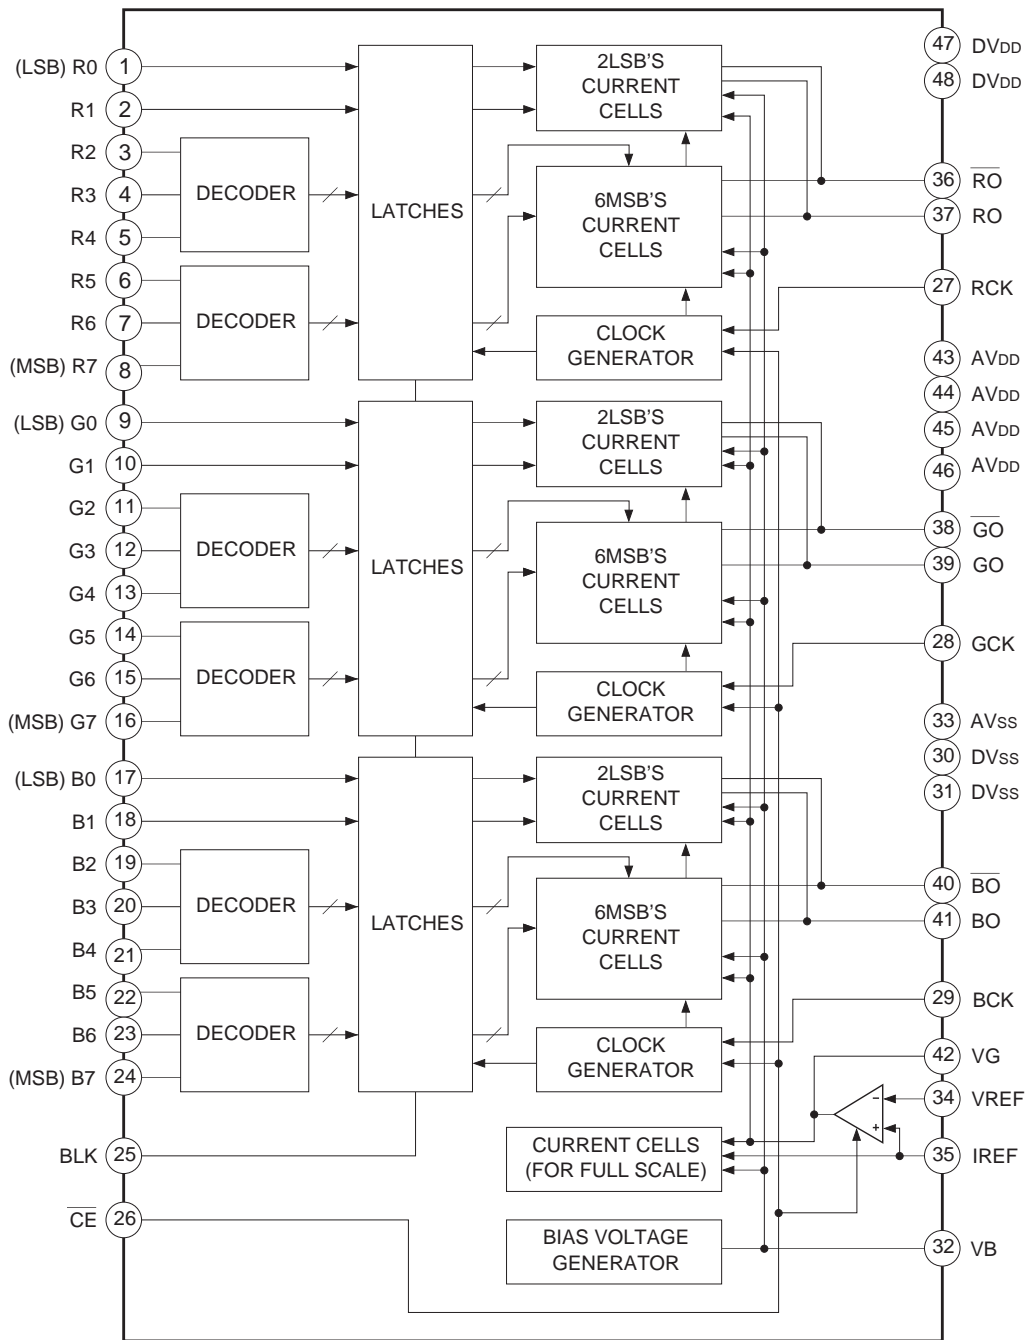 (LSB) R0 1
R1 2
R2 3
R3 4
R4 5
R5 6
R6 7
(MSB) R7 8
(LSB) G0 9
G1 10
G2 11
G3 12
G4 13
G5 14
G6 15
(MSB) G7 16
(LSB) B0 17
B1 18
B2 19
B3 20
B4 21
B5 22
B6 23
(MSB) B7 24
BLK 25
CE 26
DECODER
DECODER
DECODER
DECODER
DECODER
DECODER
LATCHES
LATCHES
LATCHES
2LSB'S
CURRENT
CELLS
6MSB'S
CURRENT
CELLS
CLOCK
GENERATOR
2LSB'S
CURRENT
CELLS
6MSB'S
CURRENT
CELLS
CLOCK
GENERATOR
2LSB'S
CURRENT
CELLS
6MSB'S
CURRENT
CELLS
CLOCK
GENERATOR
CURRENT CELLS
(FOR FULL SCALE)
BIAS VOLTAGE
GENERATOR
–
+
47 DVDD
48 DVDD
36 RO
37 RO
27 RCK
43 AVDD
44 AVDD
45 AVDD
46 AVDD
38 GO
39 GO
28 GCK
33 AVSS
30 DVSS
31 DVSS
40 BO
41 BO
29 BCK
42 VG
34 VREF
35 IREF
32 VB